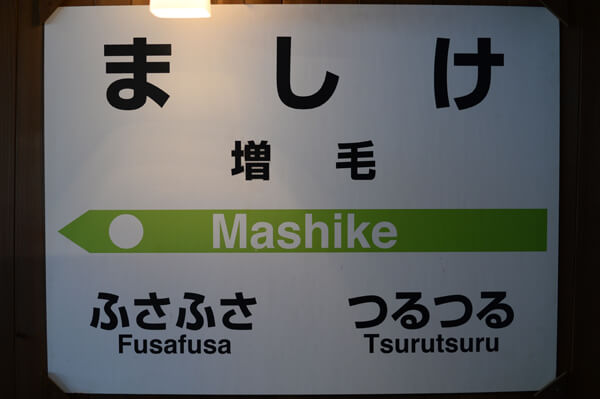 ましけ
増毛
Mashike
ふさふさ つるつる
Fusafusa Tsurutsuru